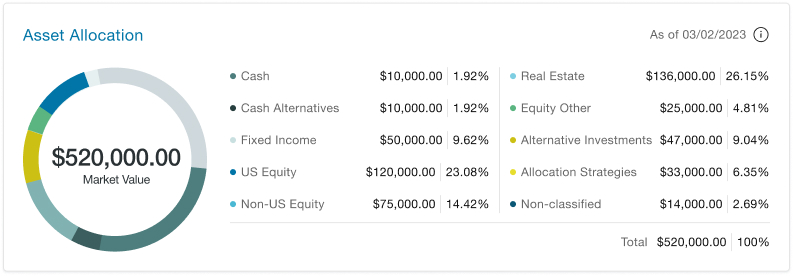 Asset Allocation
As of 03/02/2023
$520,000.00
Market Value
Cash $10,000.00 1.92%
Cash Alternatives $10,000.00 1.92%
Fixed Income $50,000.00 9.62%
US Equity $120,000.00 23.08%
Non-US Equity $75,000.00 14.42%
Real Estate $136,000.00 26.15%
Equity Other $25,000.00 4.81%
Alternative Investments $47,000.00 9.04%
Allocation Strategies $33,000.00 6.35%
Non-classified $14,000.00 2.69%
Total $520,000.00 100%